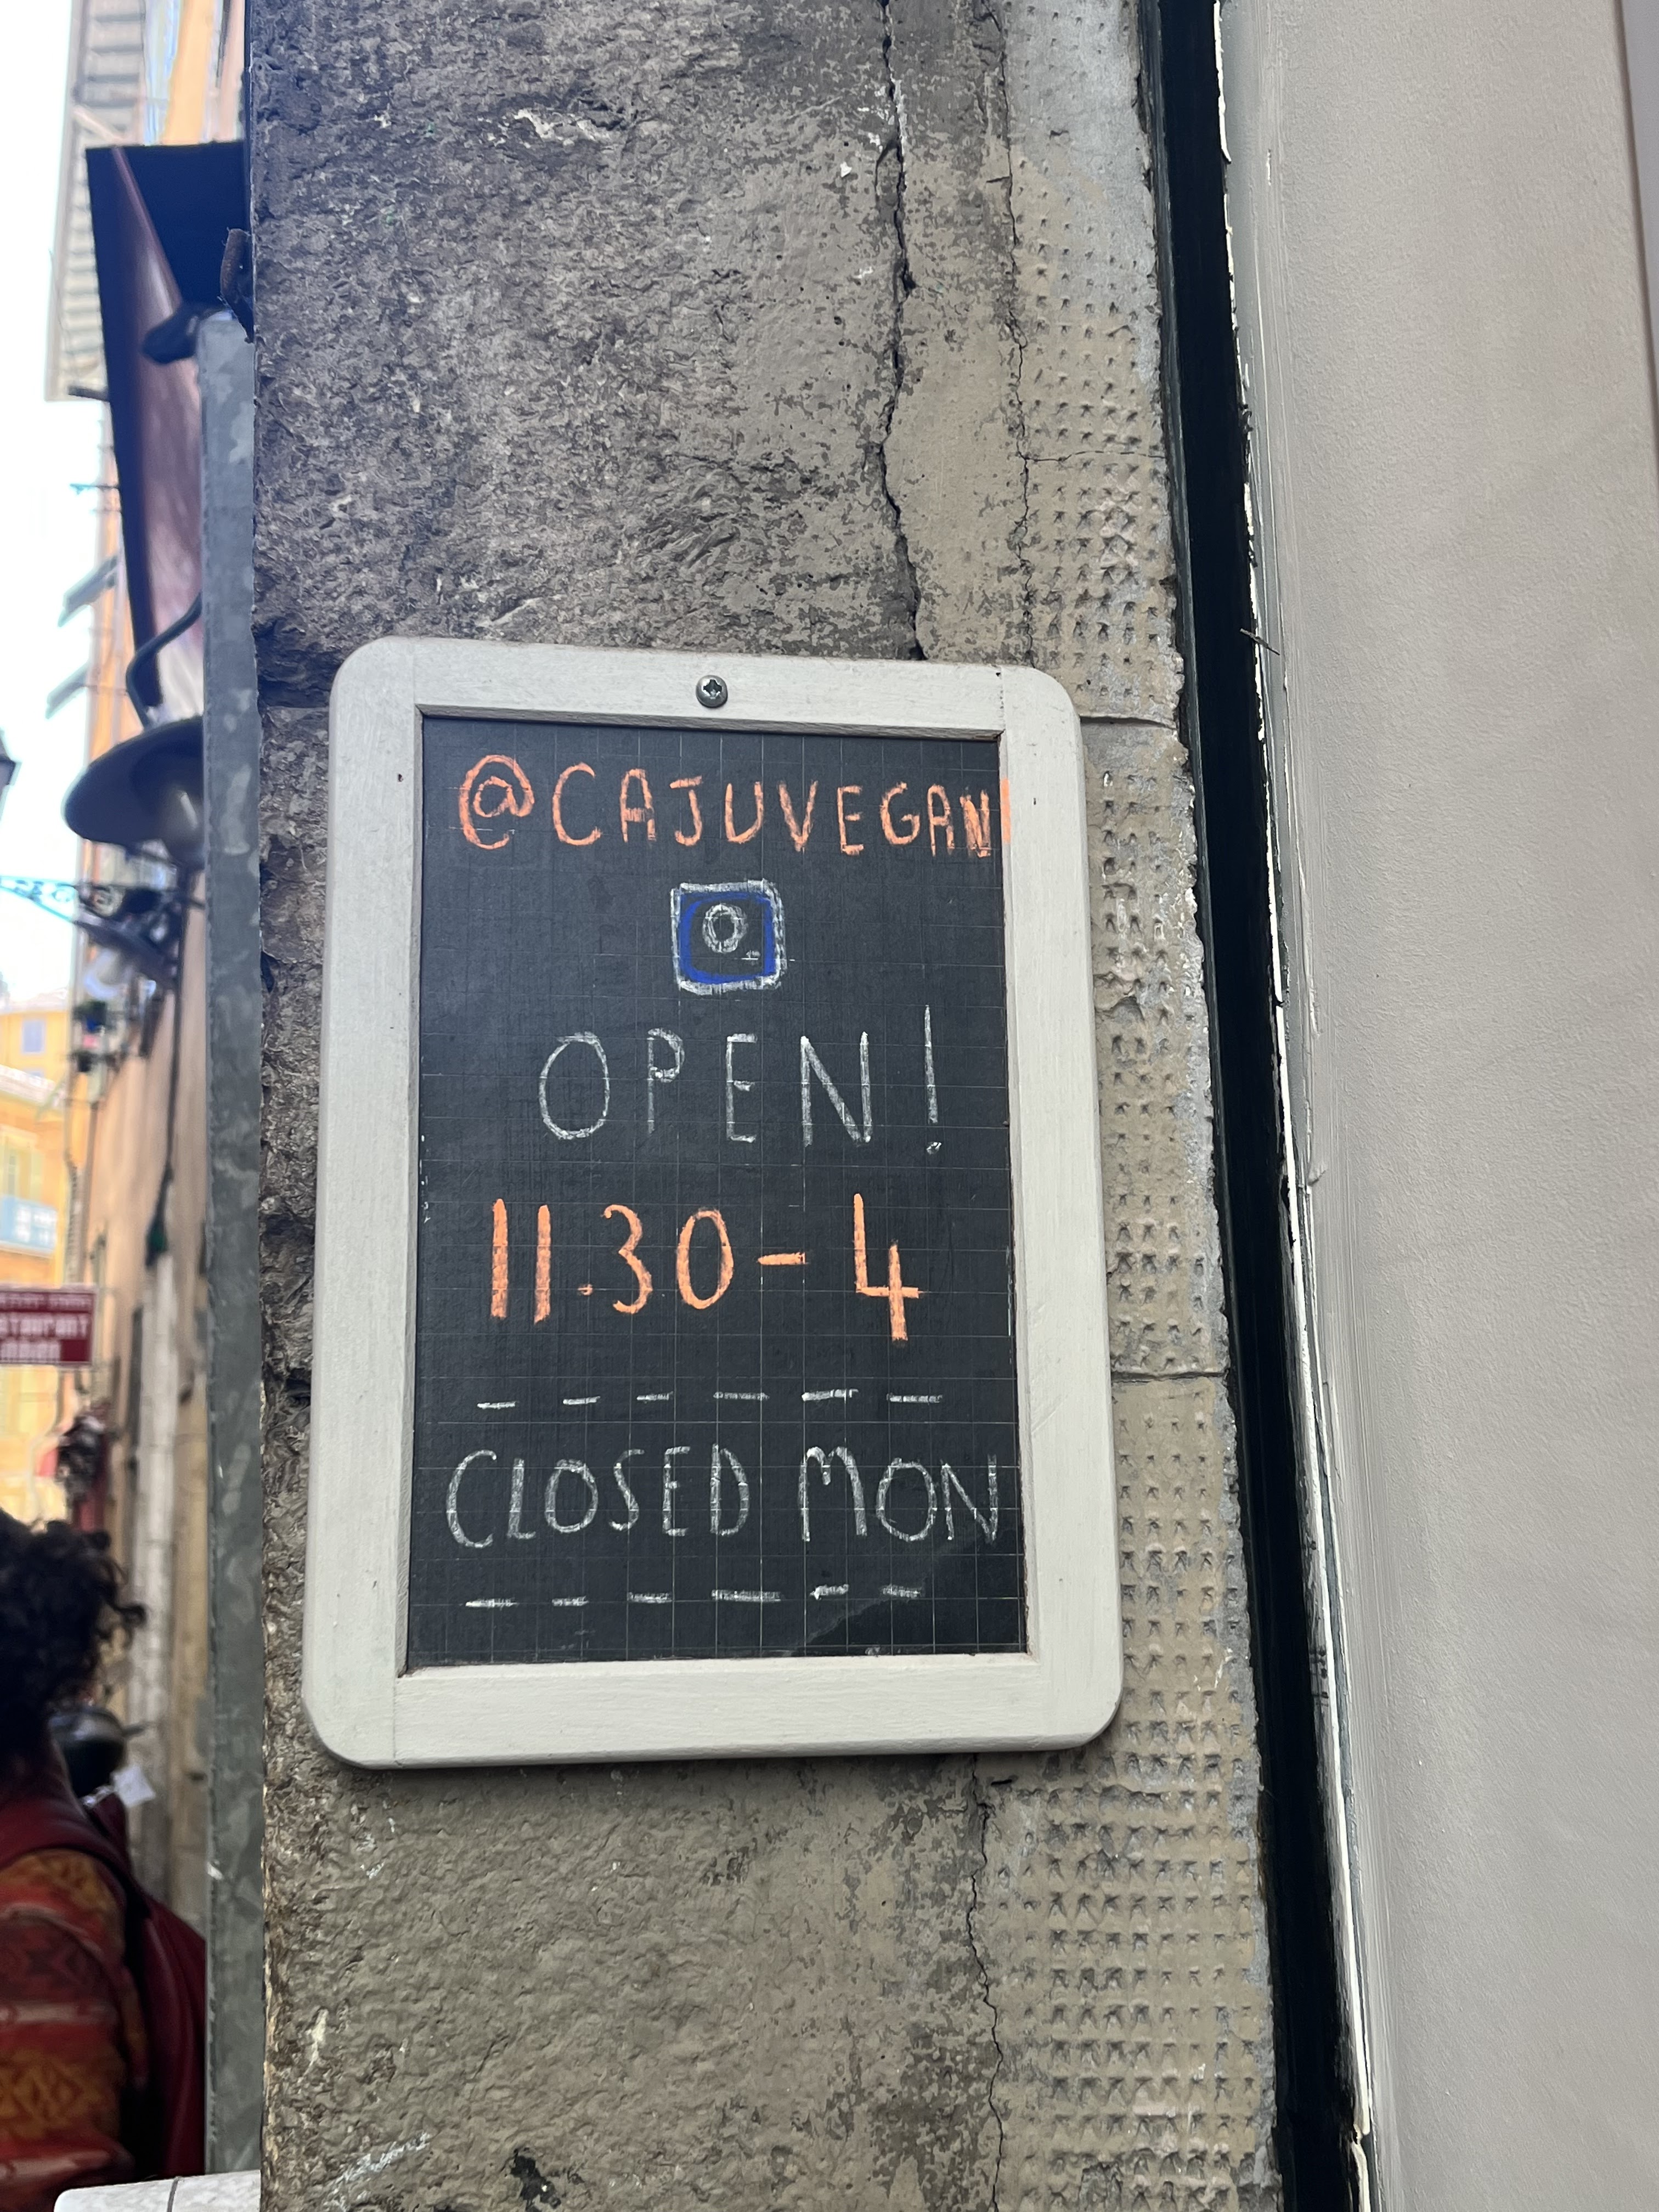 @CAJUVEGAN
OPEN!
11.30-4
CLOSED MON